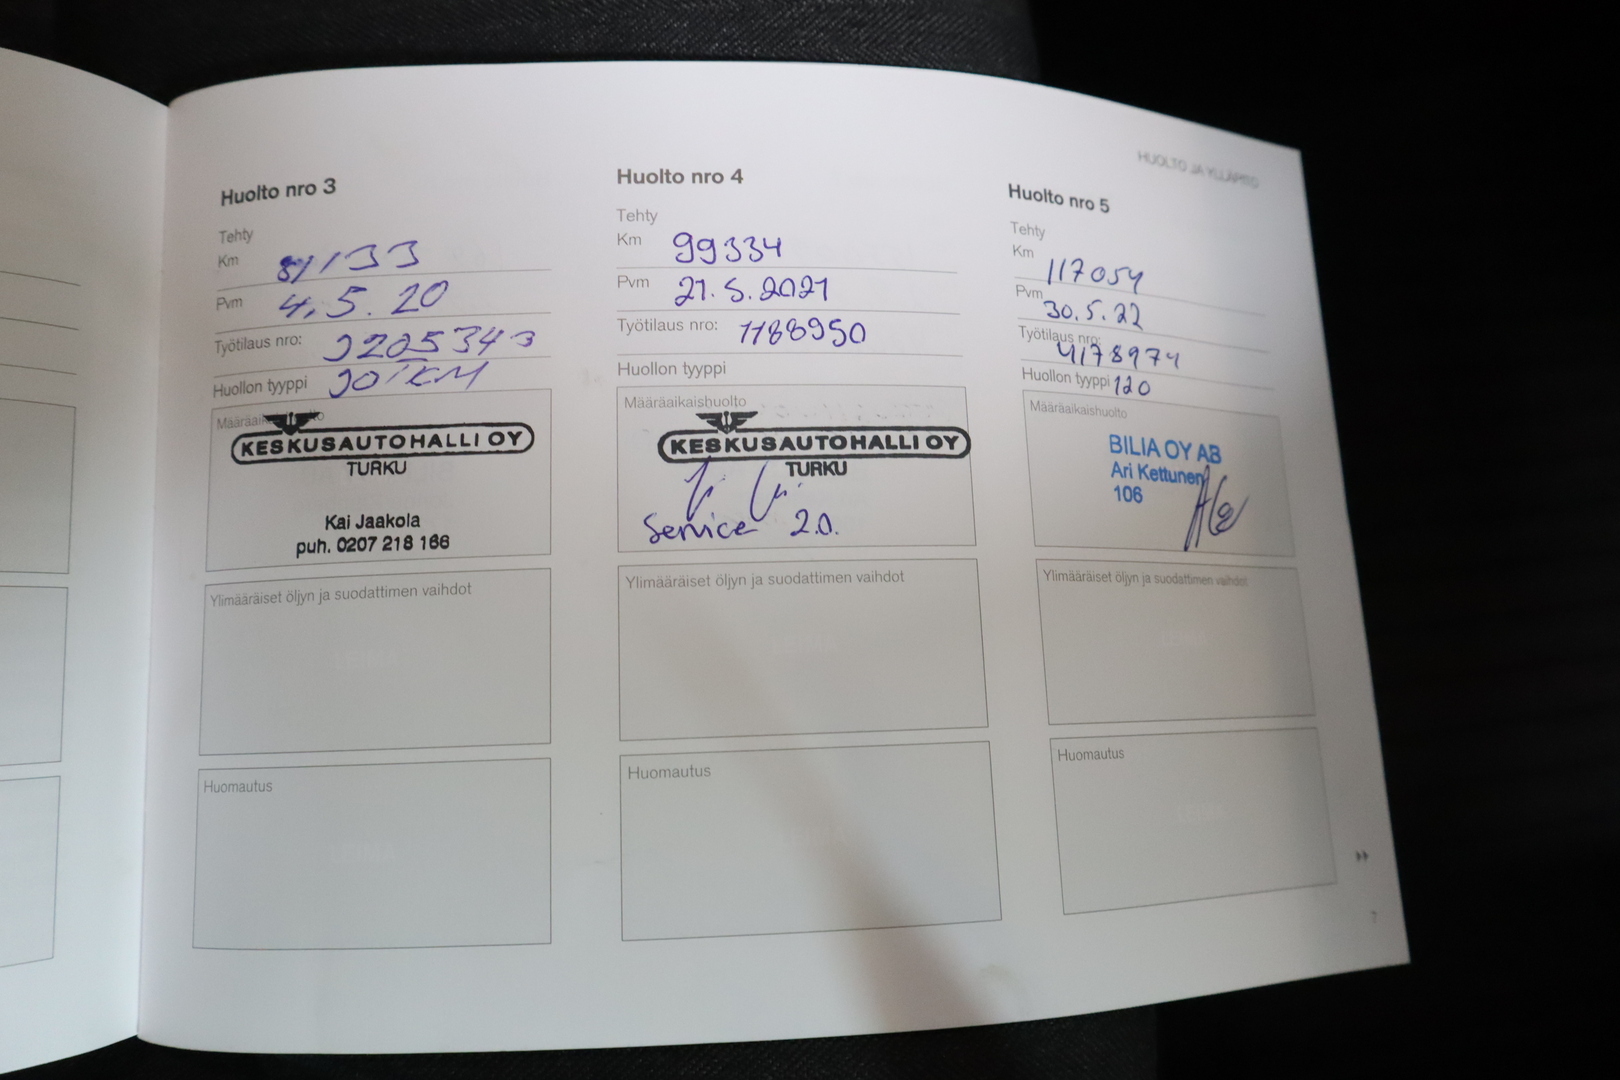 HUOLTO JA YLLÄPITO
Huolto nro 3
Tehty
Km 81133
Pvm 4.5.20
Työtilaus nro:
Huollon tyyppi
Määräaikaishuolto
KESKUSAUTOHALLI OY
TURKU
Kai Jaakola
puh. 0207 218 166
Ylimääräiset öljyn ja suodattimen vaihdot
Huomautus
Huolto nro 4
Tehty
Km 99334
Pvm 21.5.2021
Työtilaus nro: 1188950
Huollon tyyppi
Määräaikaishuolto
KESKUSAUTOHALLI OY
TURKU
Service 2.0.
Ylimääräiset öljyn ja suodattimen vaihdot
Huomautus
Huolto nro 5
Tehty
Km 117054
Pvm 30.5.22
Työtilaus nro: 4178974
Huollon tyyppi 120
Määräaikaishuolto
BILIA OY AB
Ari Kettunen
106
Ylimääräiset öljyn ja suodattimen vaihdot
Huomautus
7